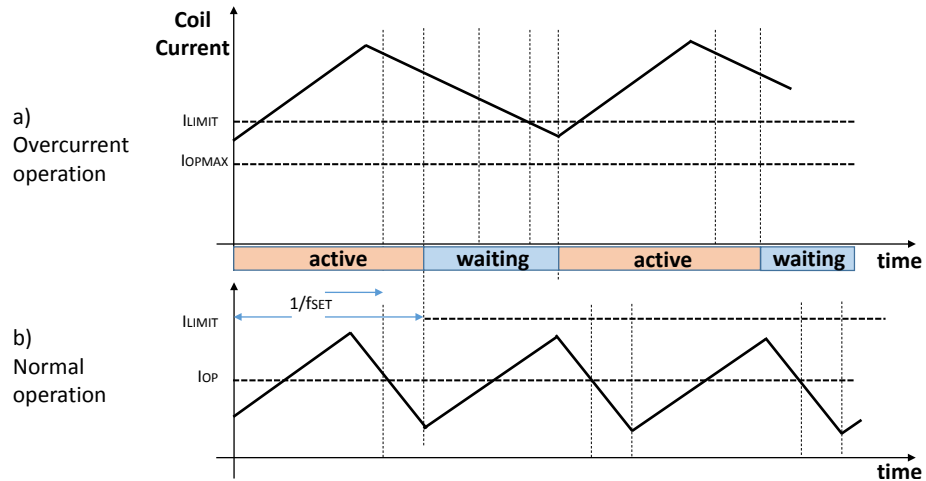 Coil
Current
a)
Overcurrent
operation
ILIMIT
IOPMAX
active
waiting
active
waiting
time
1/fSET
ILIMIT
b)
Normal
operation
IOP
time